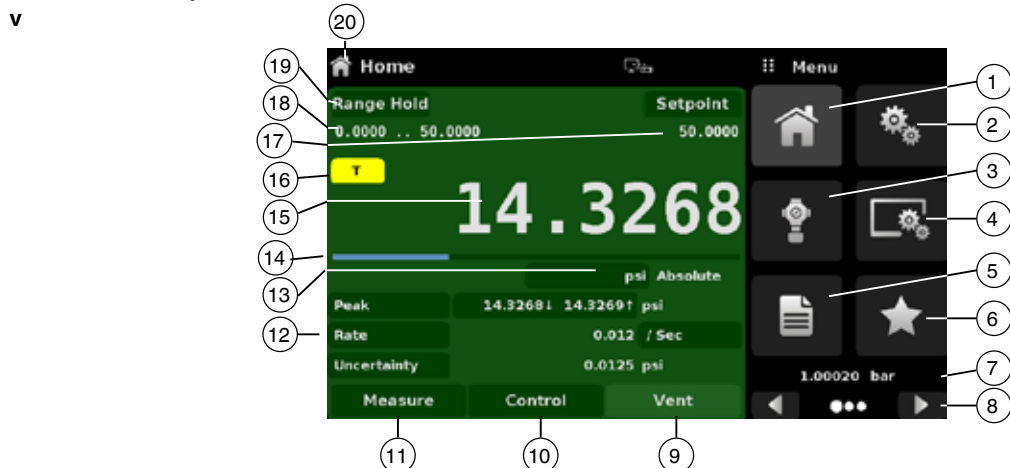 v
20
Home
Menu
19
Range Hold
Setpoint
1
18
0.0000 .. 50.0000
50.0000
2
17
16
T
3
15
14.3268
4
14
13
psi Absolute
5
Peak
14.3268↓ 14.3269↑ psi
6
12
Rate
0.012 / Sec
Uncertainty
0.0125 psi
1.00020 bar
7
Measure
Control
Vent
8
11
10
9